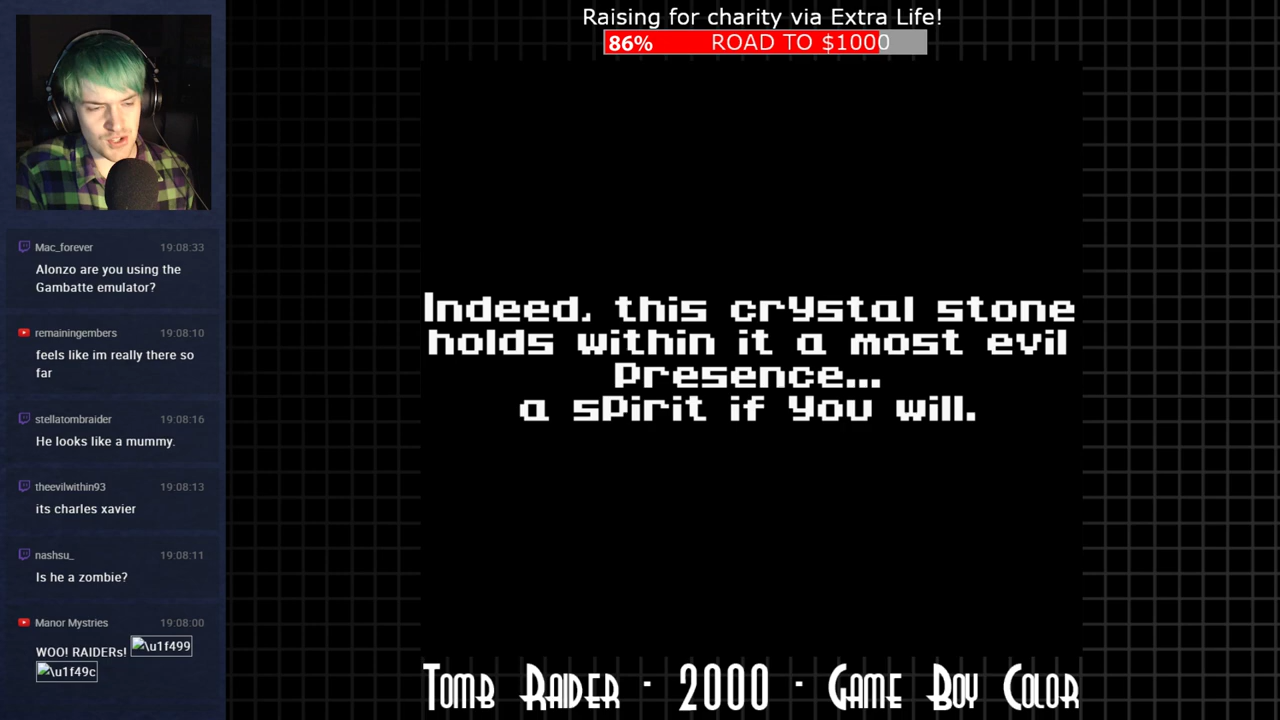 Raising for charity via Extra Life!
86% ROAD TO $1000
Mac_forever 19:08:33
Alonzo are you using the
Gambatte emulator?
remainingembers 19:08:10
feels like im really there so
far
stellatombraider 19:08:16
He looks like a mummy.
theevilwithin93 19:08:13
its charles xavier
nashsu_ 19:08:11
Is he a zombie?
Manor Mystries 19:08:00
WOO! RAIDERs! \u1f499
\u1f49c
Indeed, this crystal stone
holds within it a most evil
Presence...
a spirit if you will.
Tomb Raider - 2000 - Game Boy Color